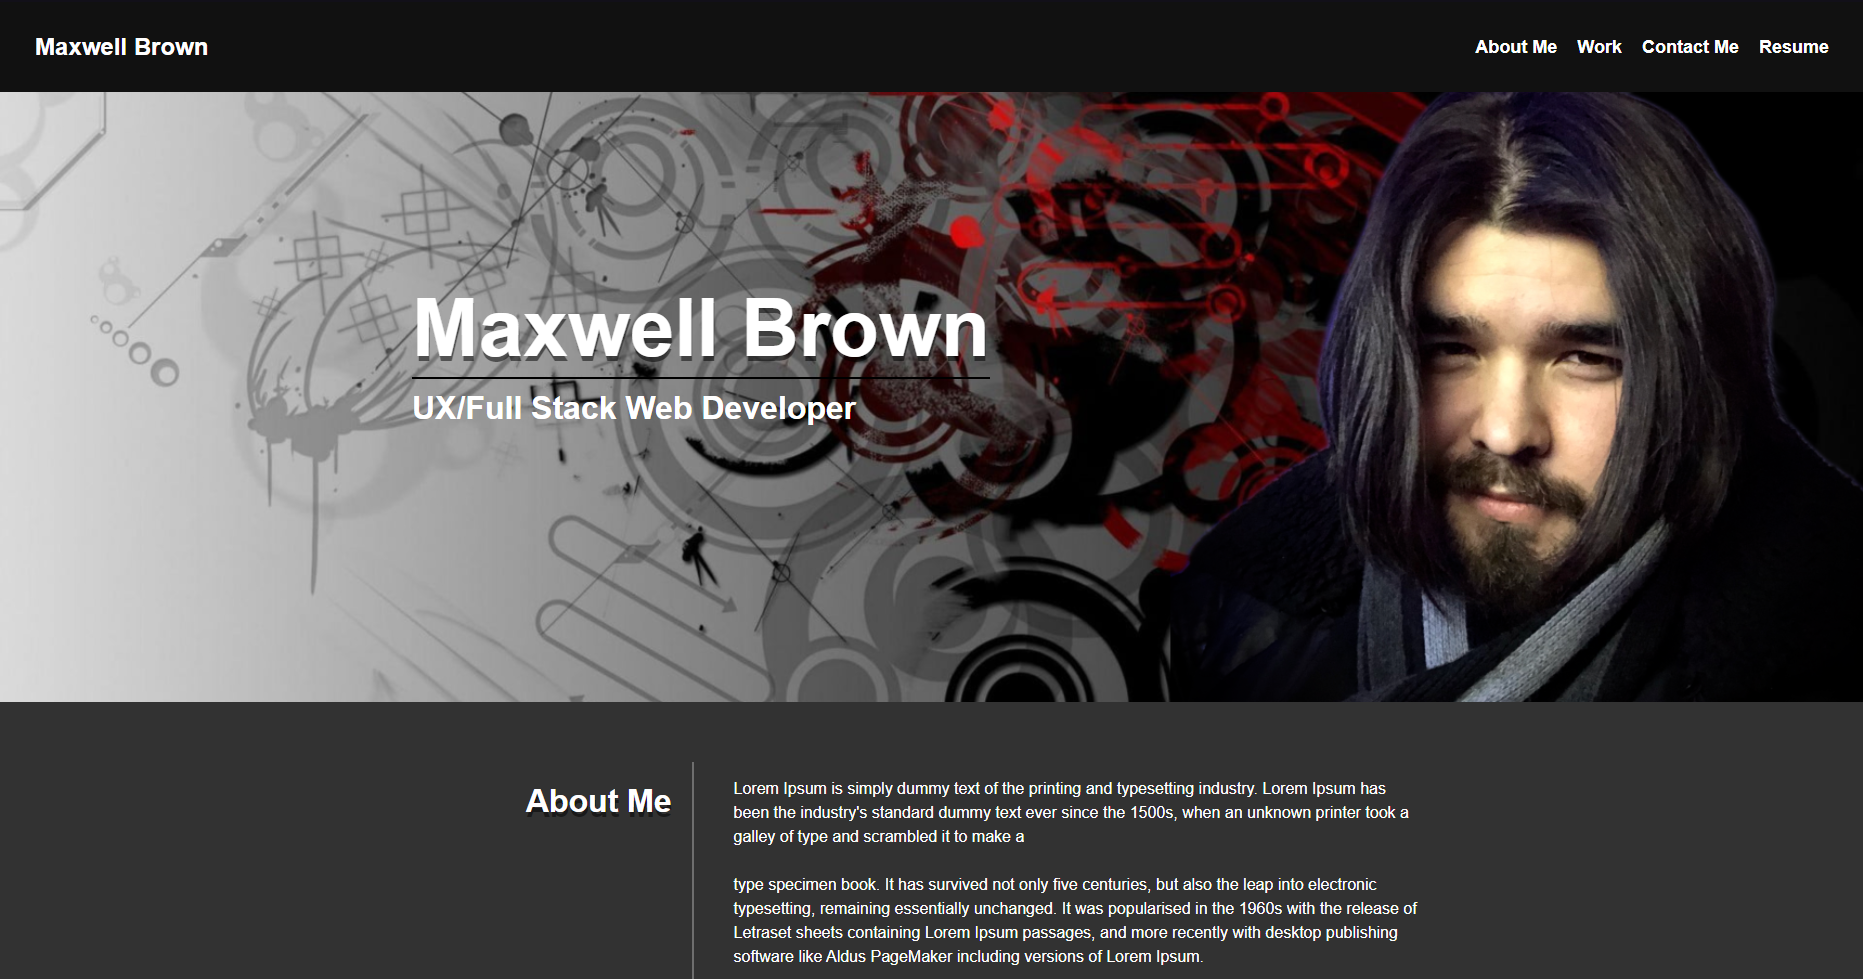 Maxwell Brown
About Me Work Contact Me Resume
Maxwell Brown
UX/Full Stack Web Developer
About Me
Lorem Ipsum is simply dummy text of the printing and typesetting industry. Lorem Ipsum has
been the industry's standard dummy text ever since the 1500s, when an unknown printer took a
galley of type and scrambled it to make a
type specimen book. It has survived not only five centuries, but also the leap into electronic
typesetting, remaining essentially unchanged. It was popularised in the 1960s with the release of
Letraset sheets containing Lorem Ipsum passages, and more recently with desktop publishing
software like Aldus PageMaker including versions of Lorem Ipsum.